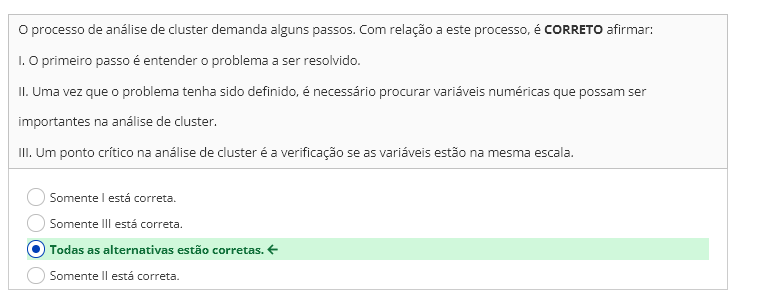 O processo de análise de cluster demanda alguns passos. Com relação a este processo, é CORRETO afirmar:
I. O primeiro passo é entender o problema a ser resolvido.
II. Uma vez que o problema tenha sido definido, é necessário procurar variáveis numéricas que possam ser
importantes na análise de cluster.
III. Um ponto crítico na análise de cluster é a verificação se as variáveis estão na mesma escala.
Somente I está correta.
Somente III está correta.
Todas as alternativas estão corretas. ←
Somente II está correta.